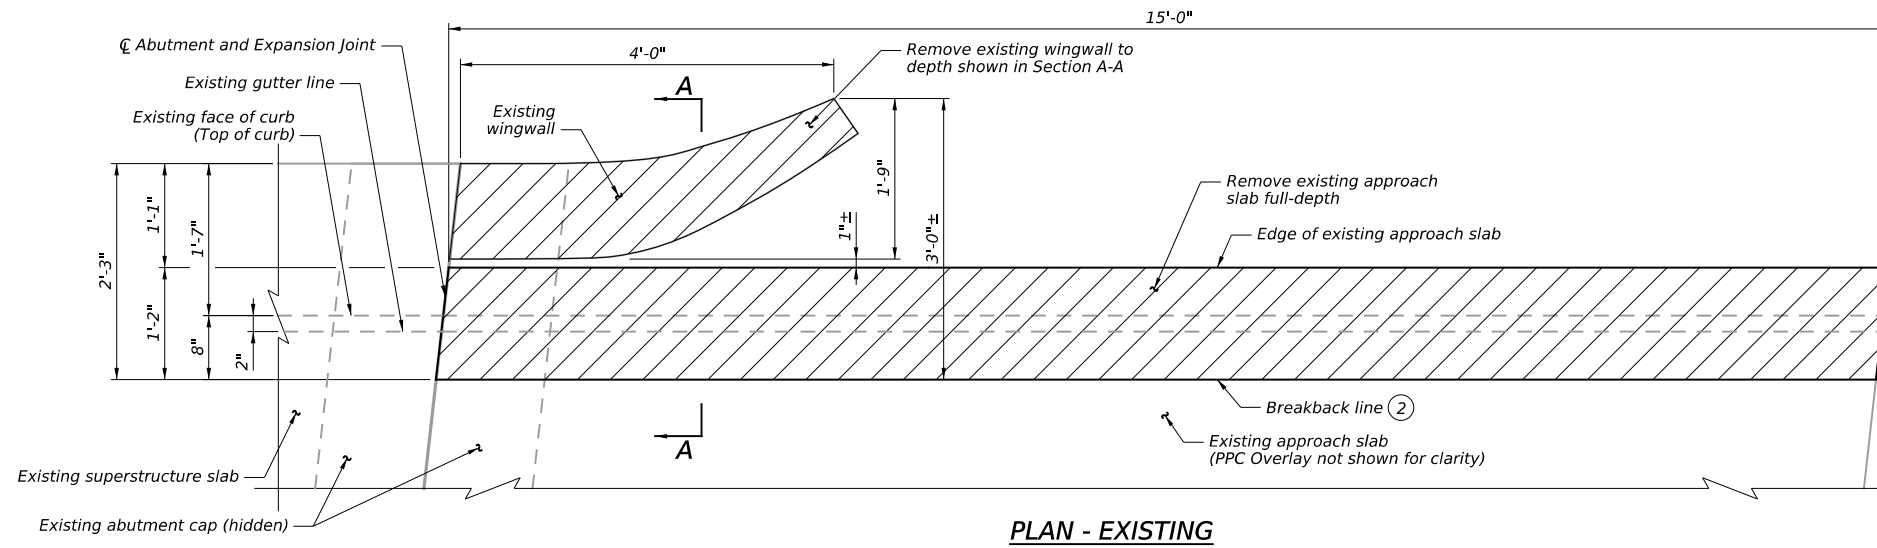 15'-0"
℄ Abutment and Expansion Joint
4'-0"
Remove existing wingwall to
depth shown in Section A-A
Existing gutter line
A
Existing face of curb
(Top of curb)
Existing
wingwall
1'-9"
Remove existing approach
slab full-depth
1'-1"
1'-7"
1"±
3'-0"±
Edge of existing approach slab
2'-3"
1'-2"
8"
2"
Breakback line 2
A
Existing approach slab
(PPC Overlay not shown for clarity)
Existing superstructure slab
Existing abutment cap (hidden)
PLAN - EXISTING